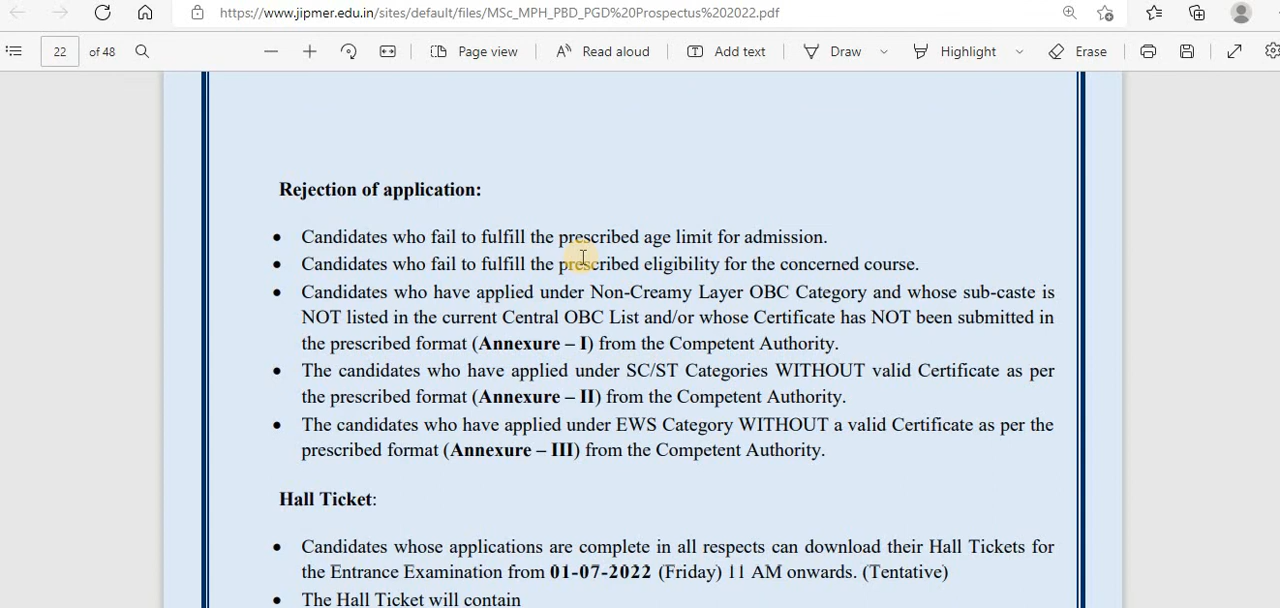 https://www.jipmer.edu.in/sites/default/files/MSc_MPH_PBD_PGD%20Prospectus%202022.pdf
22 of 48 Page view Read aloud Add text Draw Highlight Erase
Rejection of application:
• Candidates who fail to fulfill the prescribed age limit for admission.
• Candidates who fail to fulfill the prescribed eligibility for the concerned course.
• Candidates who have applied under Non-Creamy Layer OBC Category and whose sub-caste is
NOT listed in the current Central OBC List and/or whose Certificate has NOT been submitted in
the prescribed format (Annexure – I) from the Competent Authority.
• The candidates who have applied under SC/ST Categories WITHOUT valid Certificate as per
the prescribed format (Annexure – II) from the Competent Authority.
• The candidates who have applied under EWS Category WITHOUT a valid Certificate as per the
prescribed format (Annexure – III) from the Competent Authority.
Hall Ticket:
• Candidates whose applications are complete in all respects can download their Hall Tickets for
the Entrance Examination from 01-07-2022 (Friday) 11 AM onwards. (Tentative)
• The Hall Ticket will contain